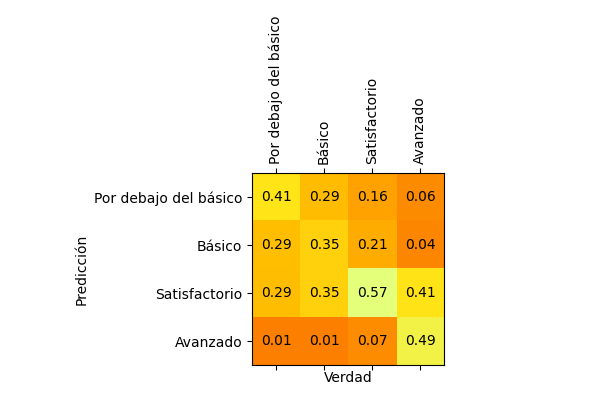 Por debajo del básico
Básico
Satisfactorio
Avanzado
Por debajo del básico 0.41 0.29 0.16 0.06
Básico 0.29 0.35 0.21 0.04
Satisfactorio 0.29 0.35 0.57 0.41
Avanzado 0.01 0.01 0.07 0.49
Predicción
Verdad